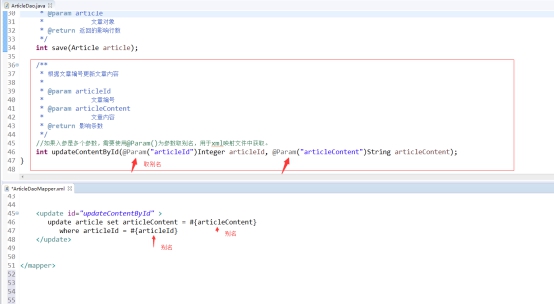 ArticleDao.java
30 * @param article
31 * 文章对象
32 * @return 返回的影响行数
33 */
34 int save(Article article);
35
36 /**
37 * 根据文章编号更新文章内容
38 *
39 * @param articleId
40 * 文章编号
41 * @param articleContent
42 * 文章内容
43 * @return 影响条数
44 */
45 //如果入参是多个参数，需要使用@Param()为参数取别名，用于xml映射文件中获取。
46 int updateContentById(@Param("articleId")Integer articleId, @Param("articleContent")String articleContent);
47 }
取别名
48
*ArticleDaoMapper.xml
43
44
45 <update id="updateContentById" >
46 update article set articleContent = #{articleContent}
47 where articleId = #{articleId}
别名
48 </update>
别名
49
50
51 </mapper>
52
53
54
55